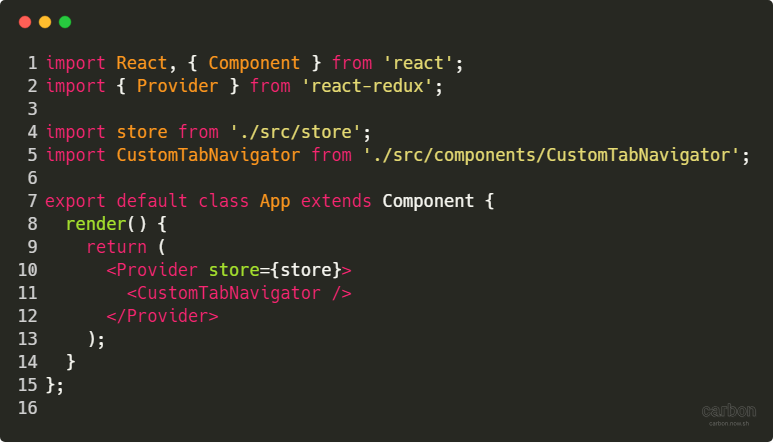 1 import React, { Component } from 'react';
2 import { Provider } from 'react-redux';
3
4 import store from './src/store';
5 import CustomTabNavigator from './src/components/CustomTabNavigator';
6
7 export default class App extends Component {
8   render() {
9     return (
10       <Provider store={store}>
11         <CustomTabNavigator />
12       </Provider>
13     );
14   }
15 };
16
carbon
carbon.now.sh